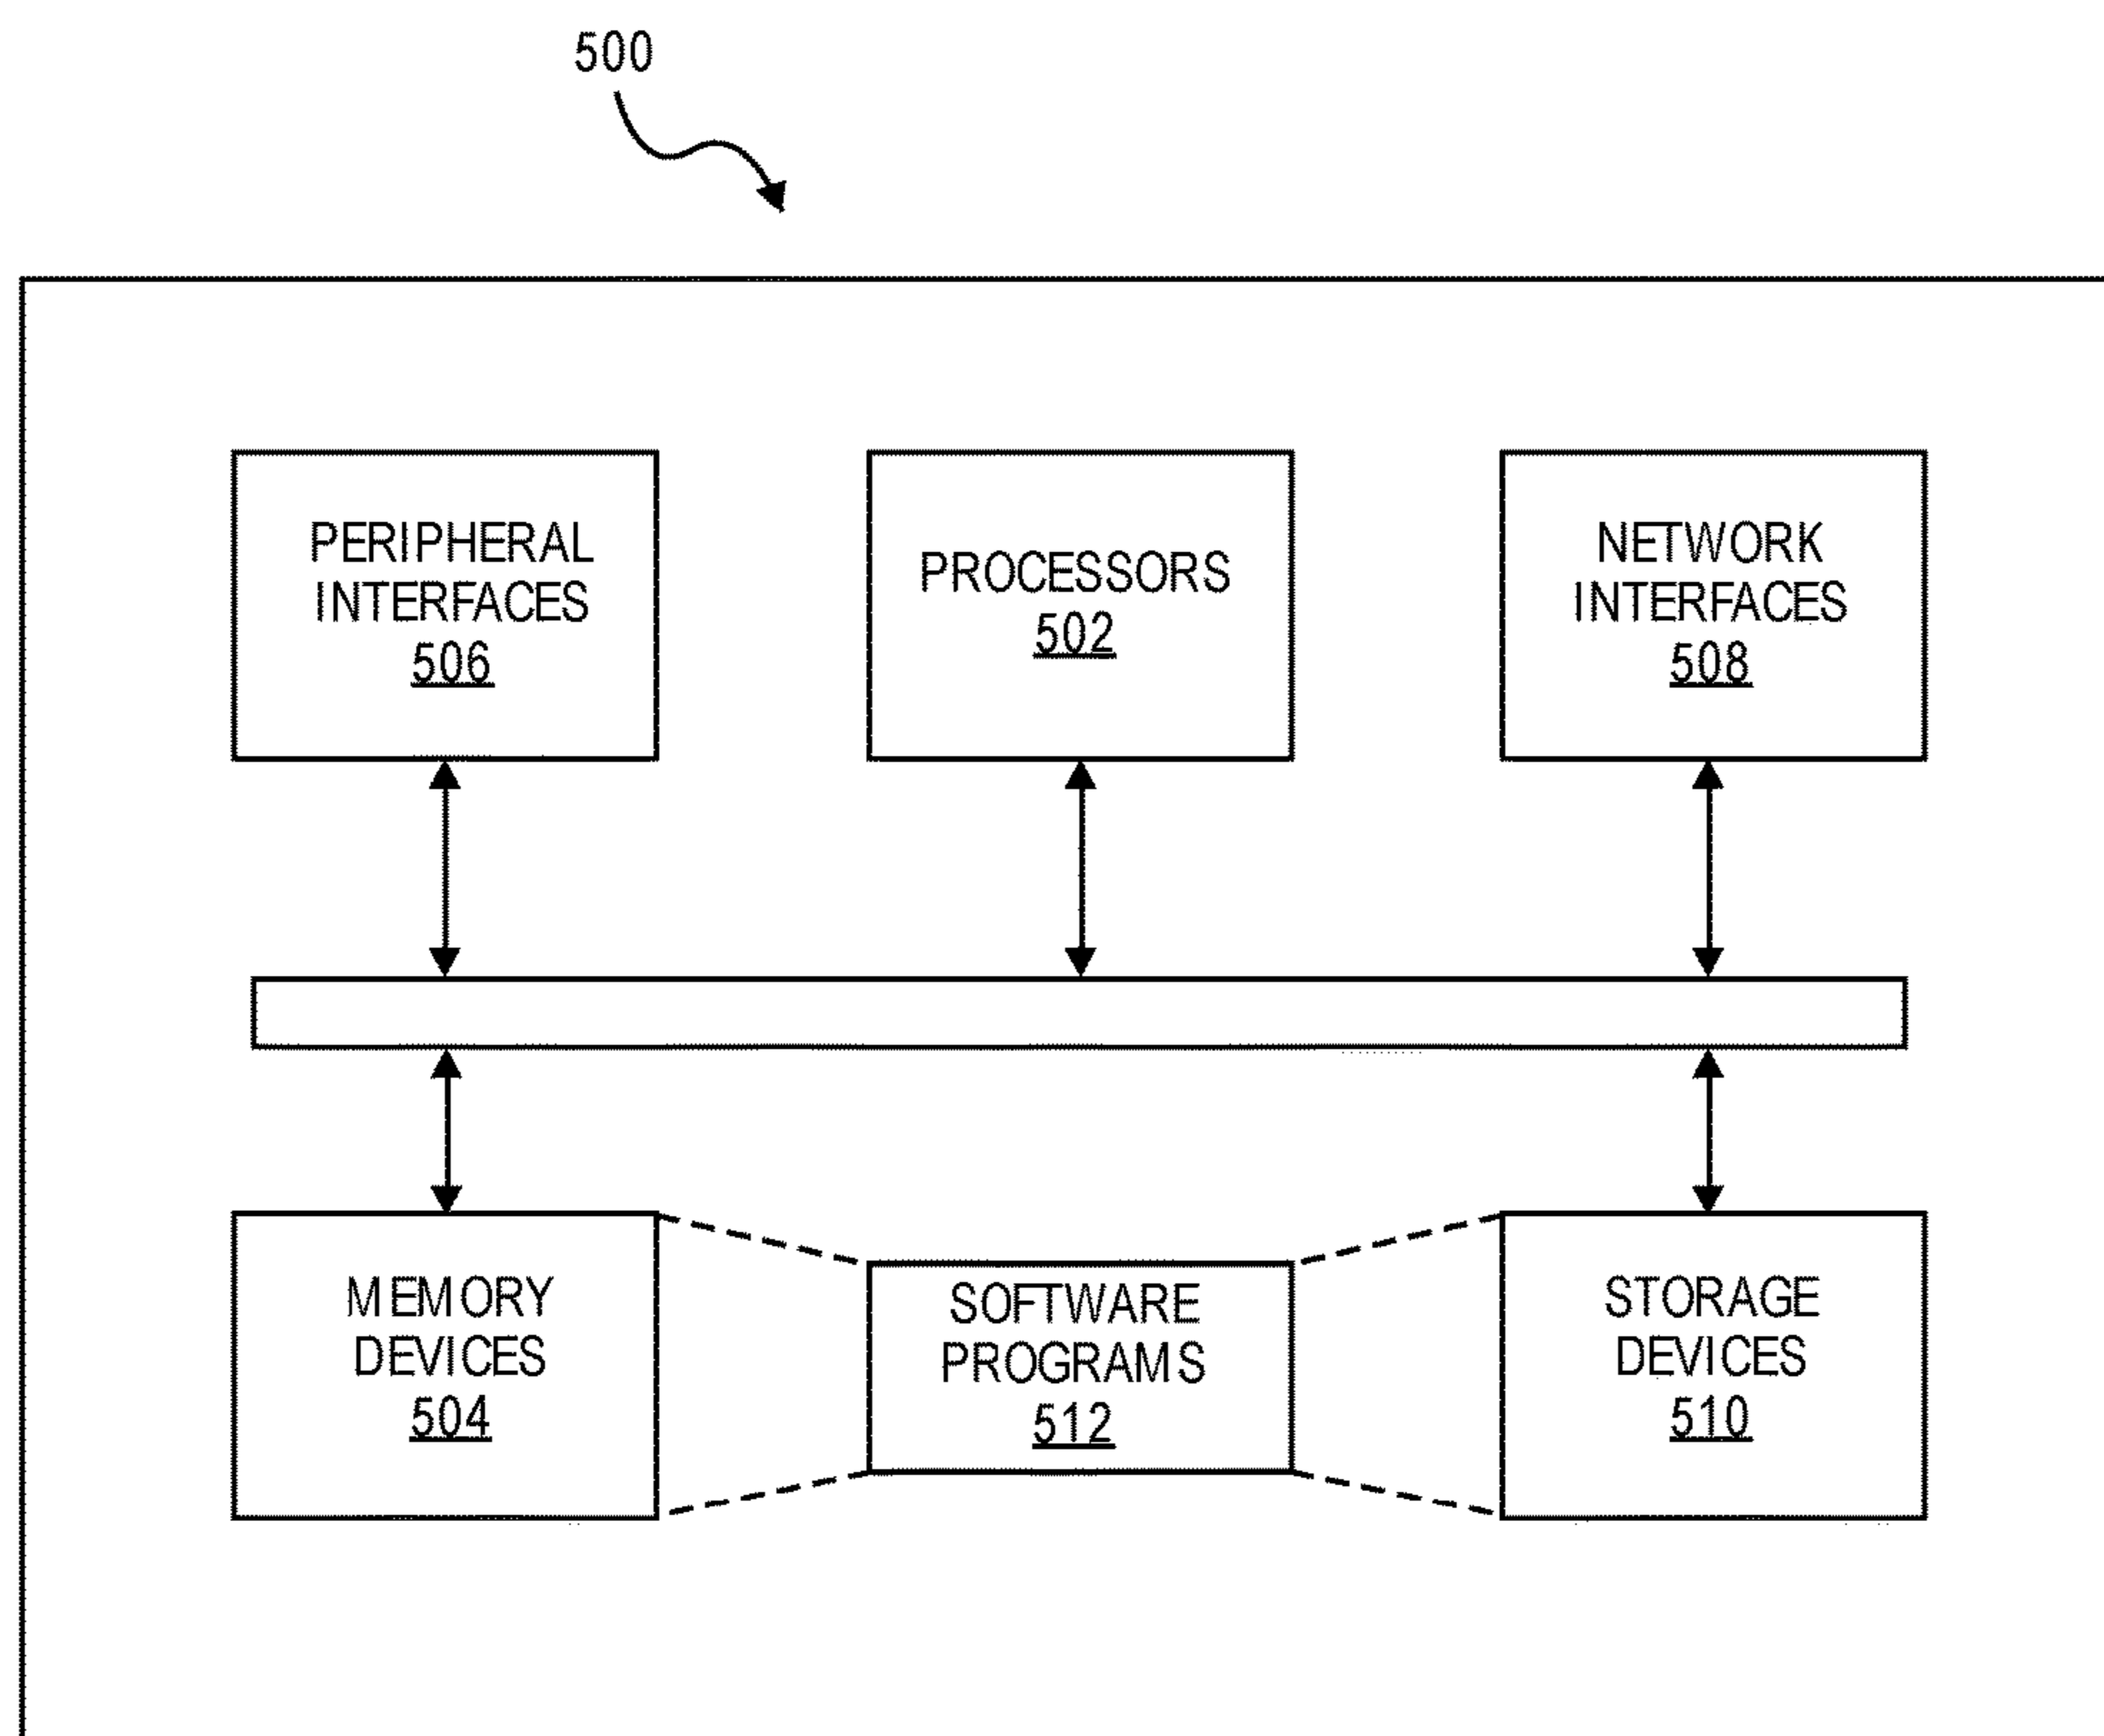 500
PERIPHERAL
INTERFACES
506
PROCESSORS
502
NETWORK
INTERFACES
508
MEMORY
DEVICES
504
SOFTWARE
PROGRAMS
512
STORAGE
DEVICES
510